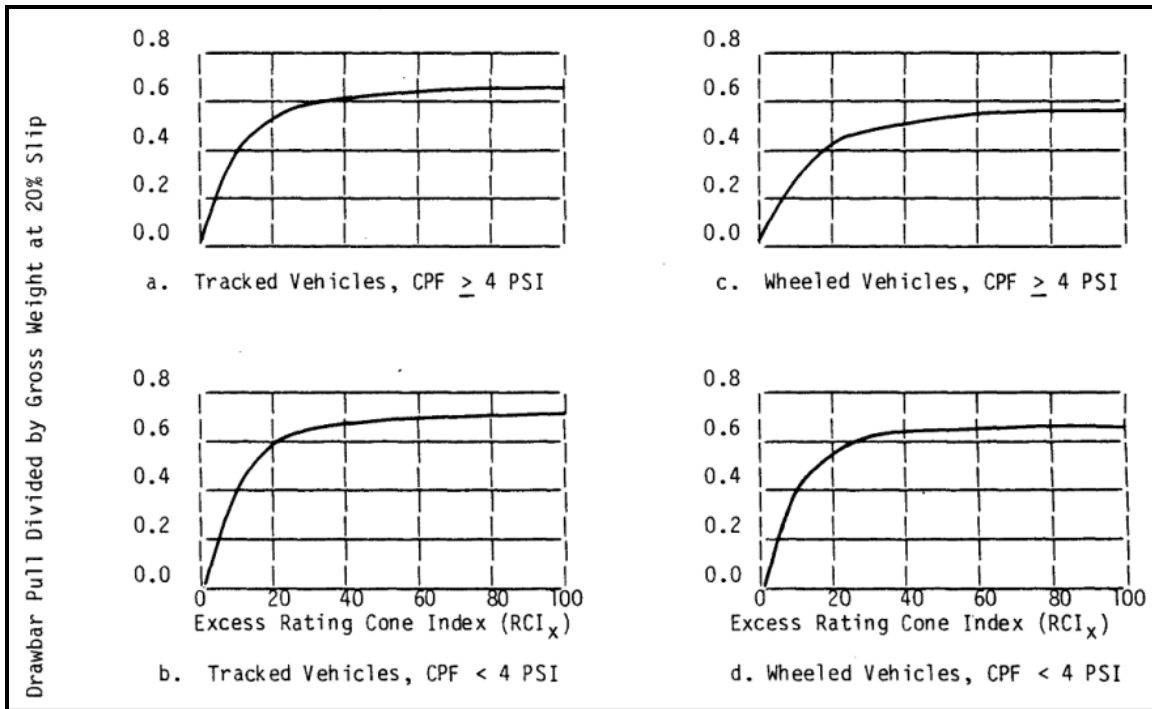 Drawbar Pull Divided by Gross Weight at 20% Slip
0.8
0.6
0.4
0.2
0.0
a. Tracked Vehicles, CPF ≥ 4 PSI
0.8
0.6
0.4
0.2
0.0
c. Wheeled Vehicles, CPF ≥ 4 PSI
0.8
0.6
0.4
0.2
0.0
0 20 40 60 80 100
Excess Rating Cone Index (RCIx)
b. Tracked Vehicles, CPF < 4 PSI
0.8
0.6
0.4
0.2
0.0
0 20 40 60 80 100
Excess Rating Cone Index (RCIx)
d. Wheeled Vehicles, CPF < 4 PSI